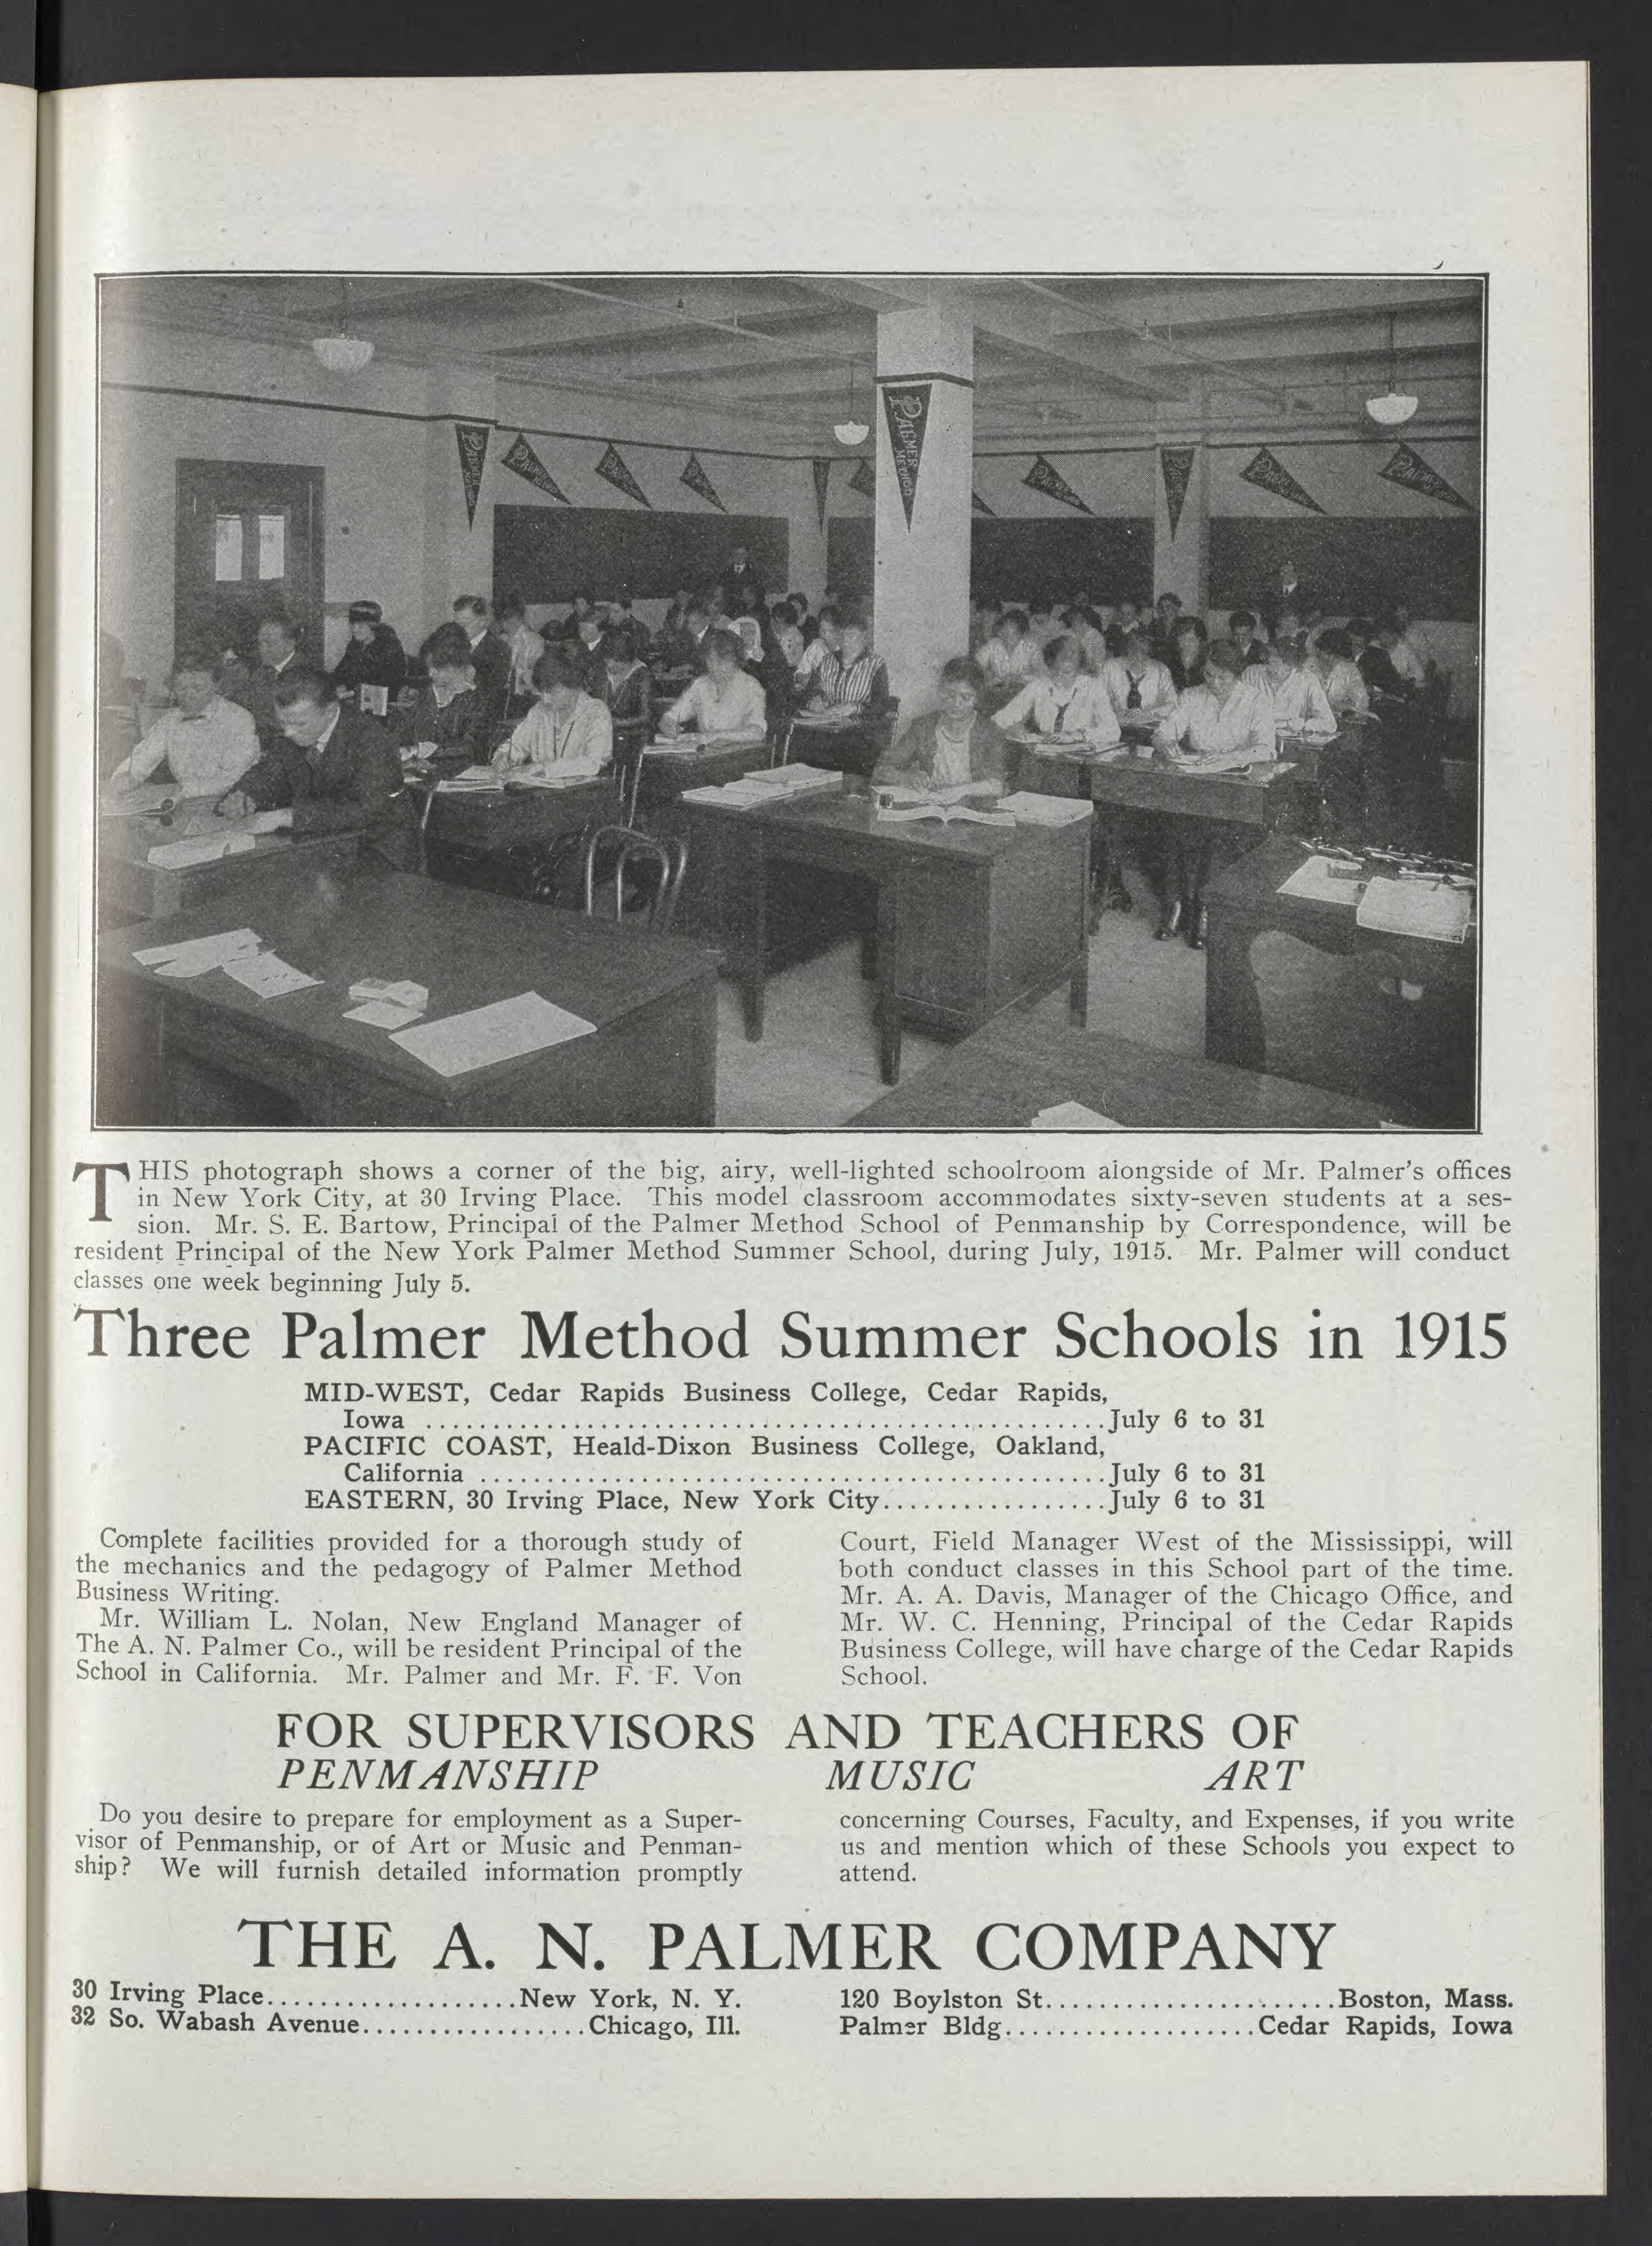 PALMER METHOD
THIS photograph shows a corner of the big, airy, well-lighted schoolroom alongside of Mr. Palmer's offices
in New York City, at 30 Irving Place. This model classroom accommodates sixty-seven students at a ses-
sion. Mr. S. E. Bartow, Principal of the Palmer Method School of Penmanship by Correspondence, will be
resident Principal of the New York Palmer Method Summer School, during July, 1915. Mr. Palmer will conduct
classes one week beginning July 5.
Three Palmer Method Summer Schools in 1915
MID-WEST, Cedar Rapids Business College, Cedar Rapids,
Iowa ..................................................July 6 to 31
PACIFIC COAST, Heald-Dixon Business College, Oakland,
California ..............................................July 6 to 31
EASTERN, 30 Irving Place, New York City.................July 6 to 31
Complete facilities provided for a thorough study of
the mechanics and the pedagogy of Palmer Method
Business Writing.
Mr. William L. Nolan, New England Manager of
The A. N. Palmer Co., will be resident Principal of the
School in California. Mr. Palmer and Mr. F. F. Von
Court, Field Manager West of the Mississippi, will
both conduct classes in this School part of the time.
Mr. A. A. Davis, Manager of the Chicago Office, and
Mr. W. C. Henning, Principal of the Cedar Rapids
Business College, will have charge of the Cedar Rapids
School.
FOR SUPERVISORS AND TEACHERS OF
PENMANSHIP MUSIC ART
Do you desire to prepare for employment as a Super-
visor of Penmanship, or of Art or Music and Penman-
ship? We will furnish detailed information promptly
concerning Courses, Faculty, and Expenses, if you write
us and mention which of these Schools you expect to
attend.
THE A. N. PALMER COMPANY
30 Irving Place...................New York, N. Y.
32 So. Wabash Avenue.................Chicago, Ill.
120 Boylston St......................Boston, Mass.
Palmer Bldg...................Cedar Rapids, Iowa